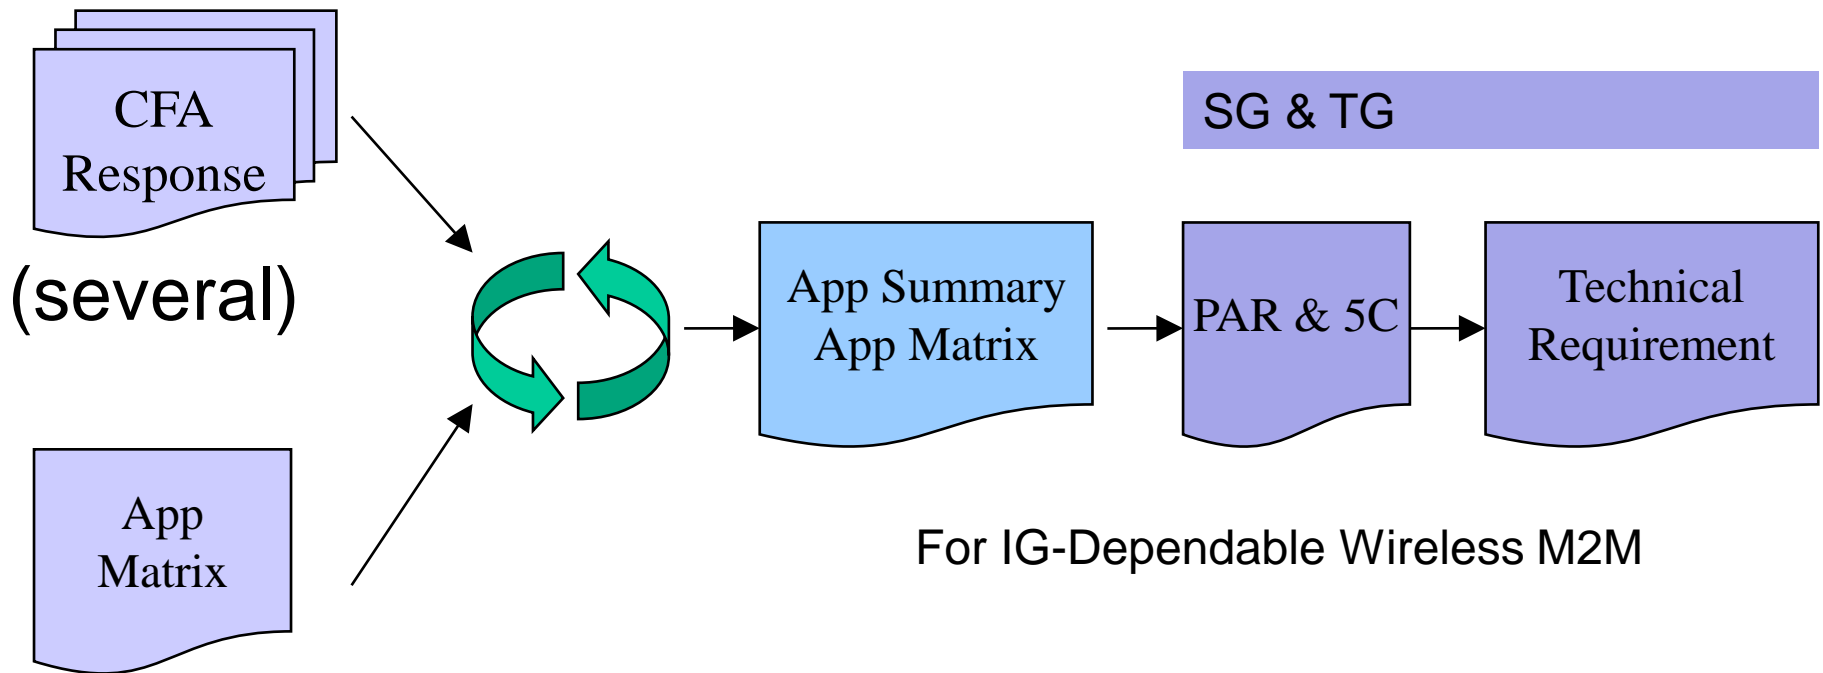 CFA
Response
(several)
App
Matrix
App Summary
App Matrix
SG & TG
PAR & 5C
Technical
Requirement
For IG-Dependable Wireless M2M